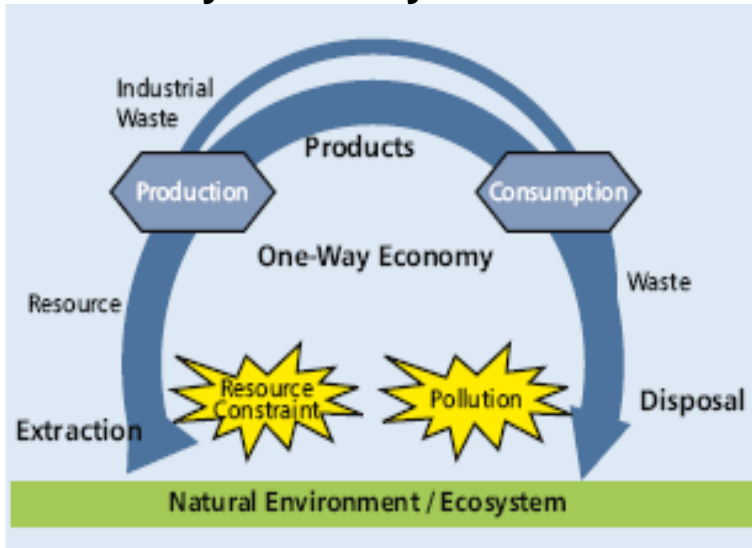 Industrial
Waste
Products
Production
Consumption
One-Way Economy
Resource
Waste
Resource
Constraint
Pollution
Extraction
Disposal
Natural Environment / Ecosystem